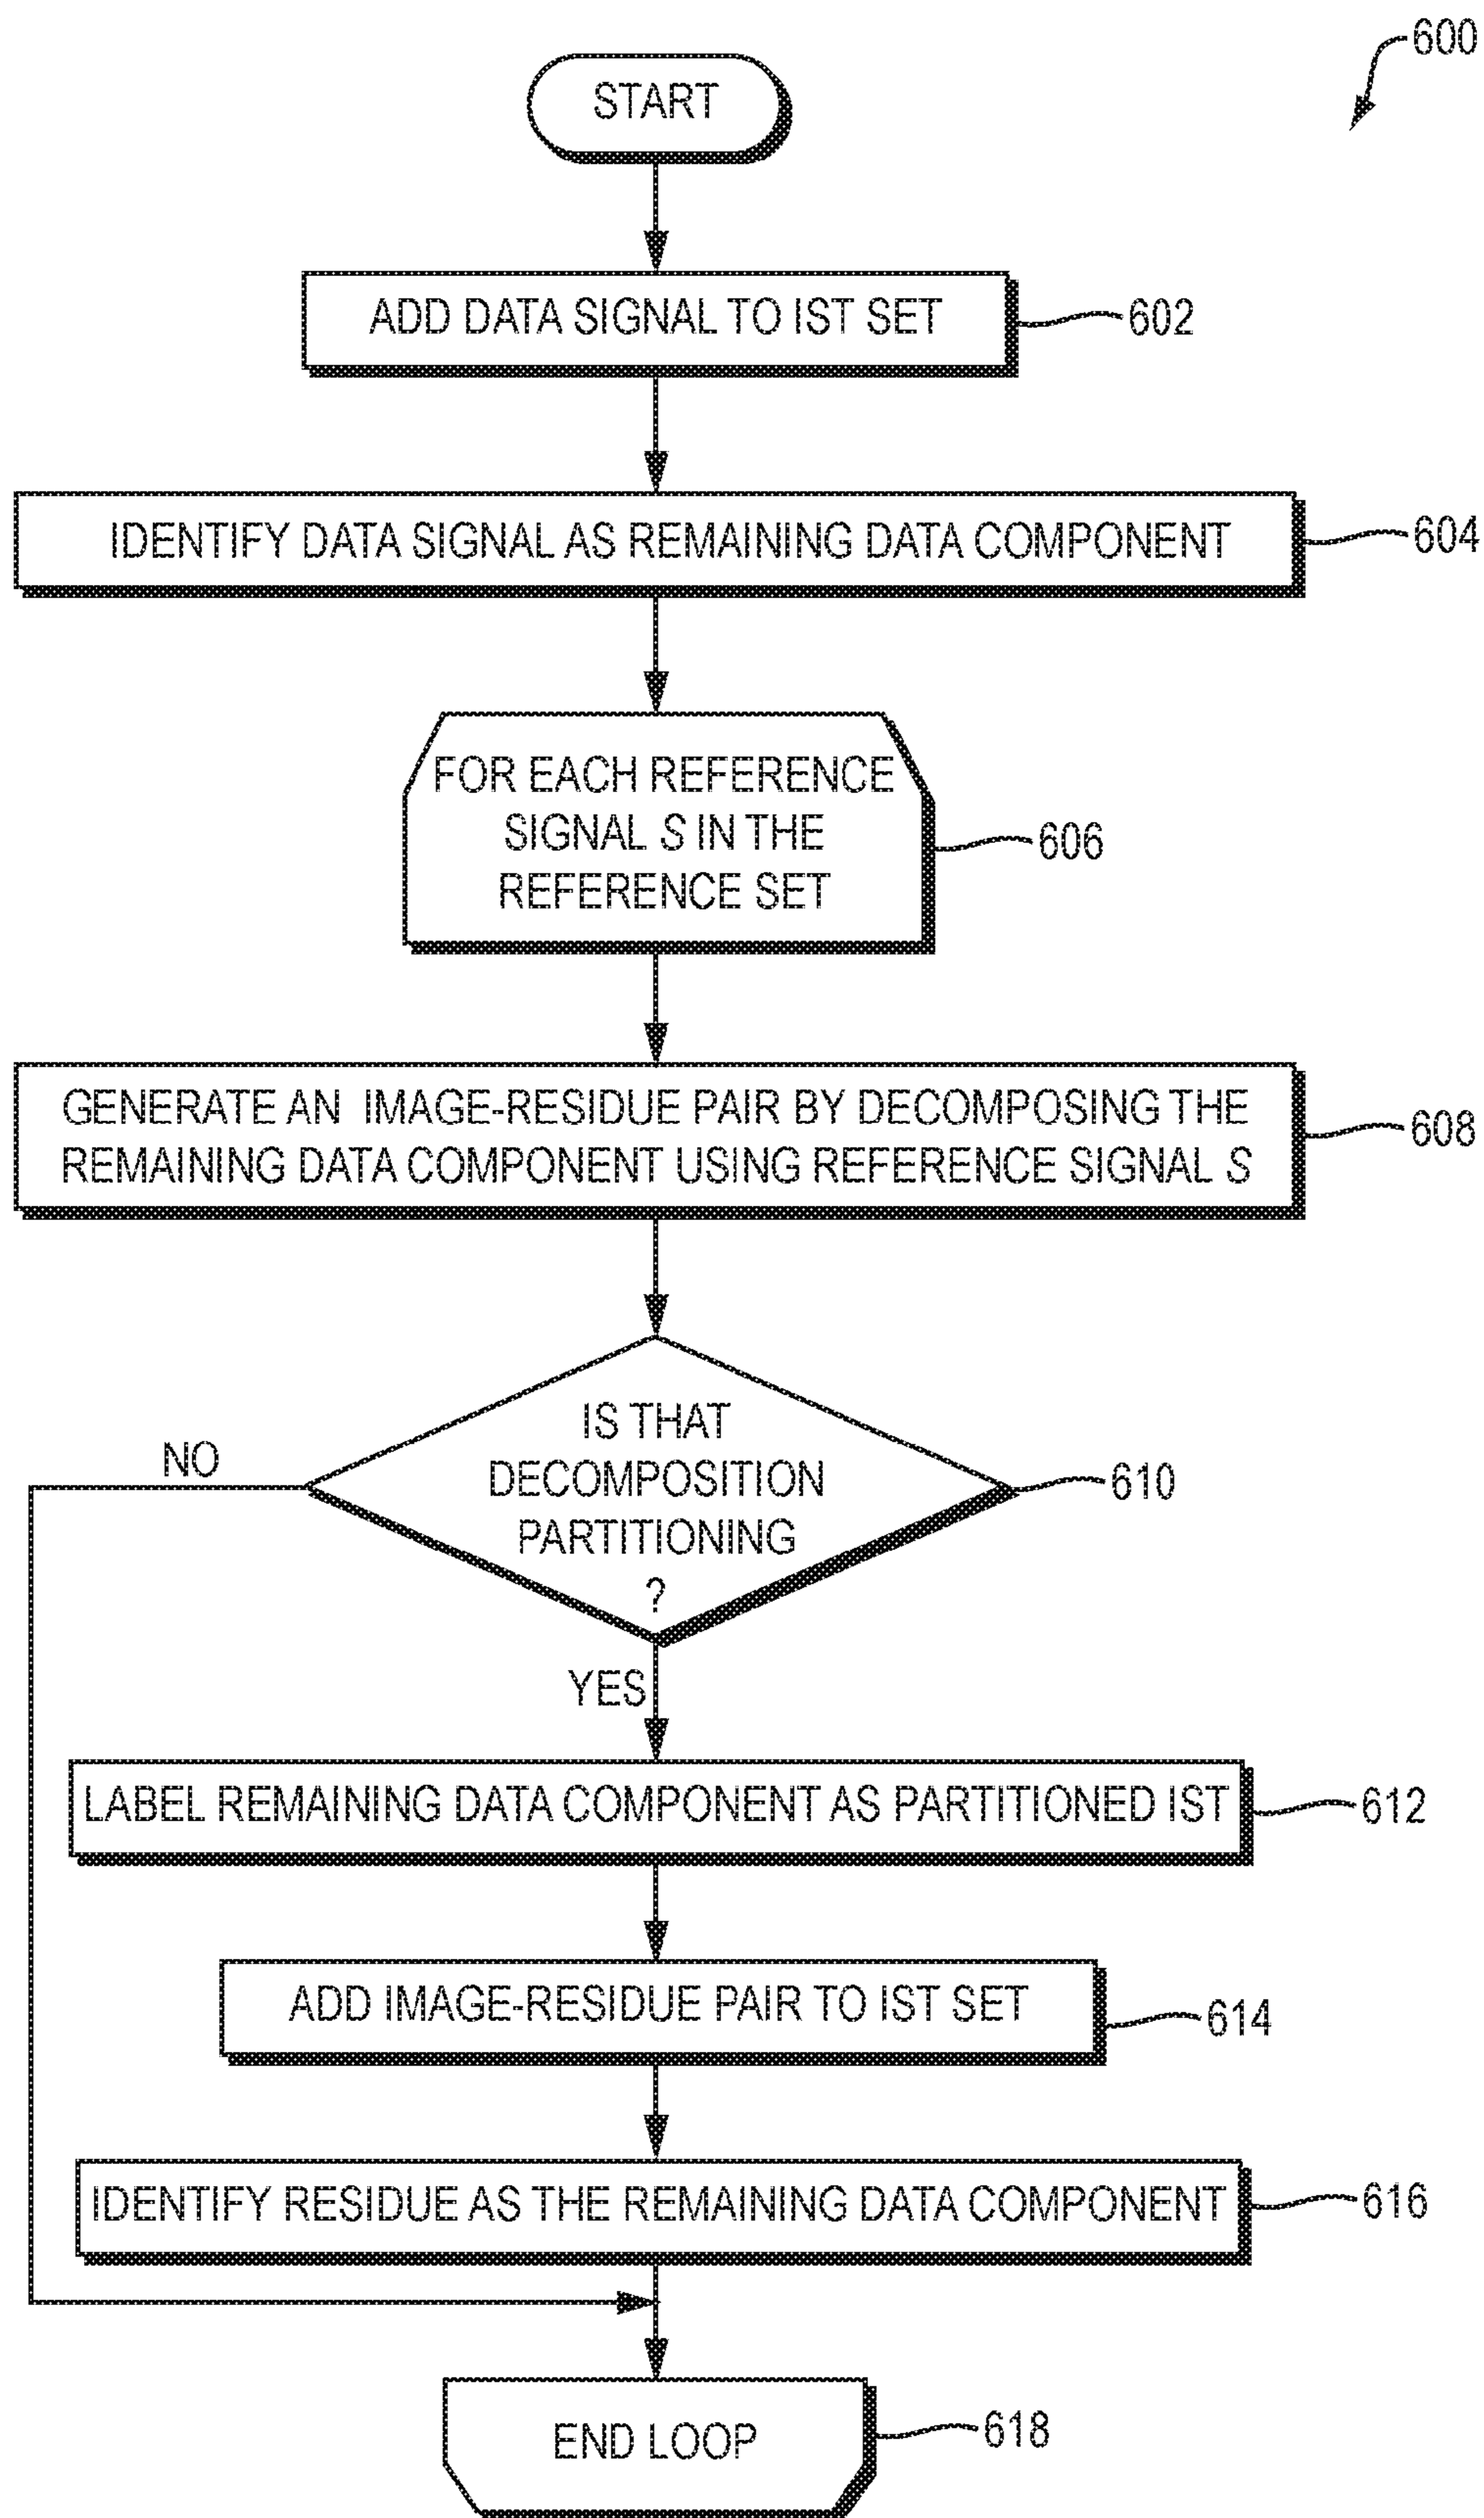 600
START
ADD DATA SIGNAL TO IST SET
602
IDENTIFY DATA SIGNAL AS REMAINING DATA COMPONENT
604
FOR EACH REFERENCE
SIGNAL S IN THE
REFERENCE SET
606
GENERATE AN IMAGE-RESIDUE PAIR BY DECOMPOSING THE
REMAINING DATA COMPONENT USING REFERENCE SIGNAL S
608
IS THAT
DECOMPOSITION
PARTITIONING
?
610
NO
YES
LABEL REMAINING DATA COMPONENT AS PARTITIONED IST
612
ADD IMAGE-RESIDUE PAIR TO IST SET
614
IDENTIFY RESIDUE AS THE REMAINING DATA COMPONENT
616
END LOOP
618